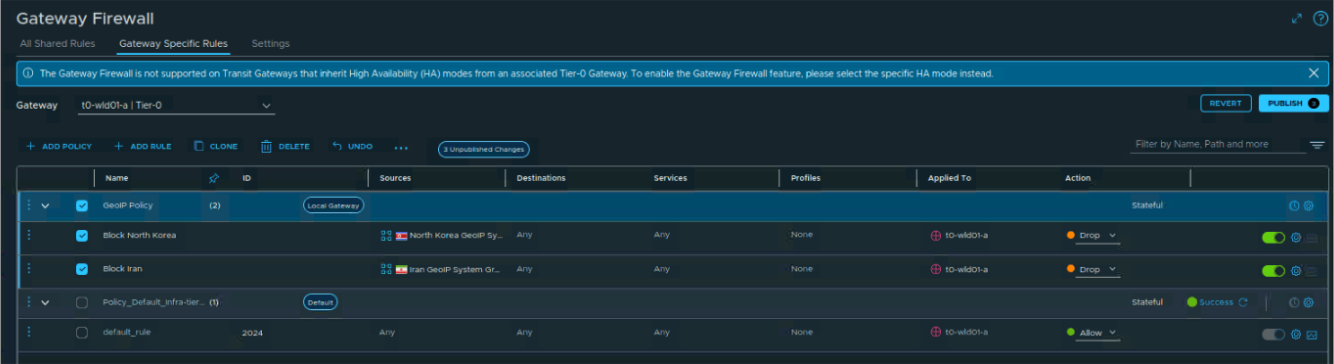 Gateway Firewall
All Shared Rules Gateway Specific Rules Settings
The Gateway Firewall is not supported on Transit Gateways that inherit High Availability (HA) modes from an associated Tier-0 Gateway. To enable the Gateway Firewall feature, please select the specific HA mode instead.
Gateway t0-wld01-a | Tier-0 REVERT PUBLISH 3
+ ADD POLICY + ADD RULE CLONE DELETE UNDO ... 3 Unpublished Changes Filter by Name, Path and more
Name ID Sources Destinations Services Profiles Applied To Action
GeoIP Policy (2) Local Gateway Stateful
Block North Korea North Korea GeoIP Sy... Any Any None t0-wld01-a Drop
Block Iran Iran GeoIP System Gr... Any Any None t0-wld01-a Drop
Policy_Default_Infra-tier... (1) Default Stateful Success
default_rule 2024 Any Any Any None t0-wld01-a Allow